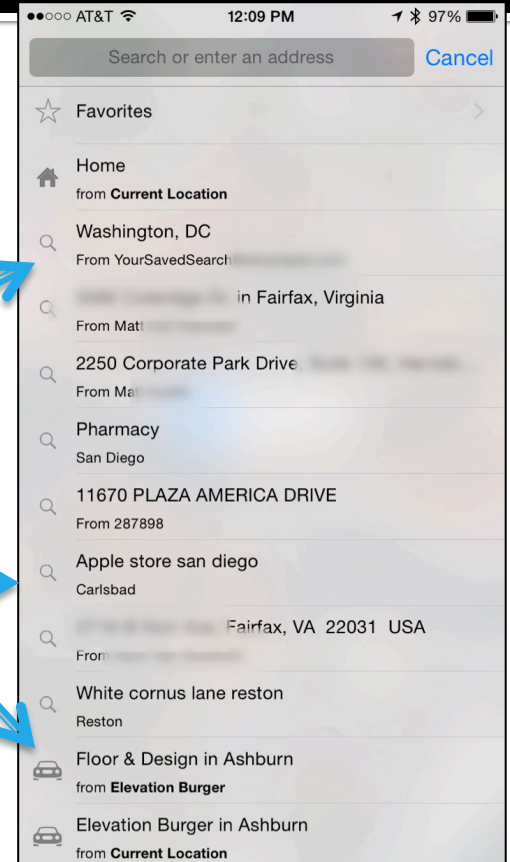 AT&T 12:09 PM 97%
Search or enter an address Cancel
Favorites
Home
from Current Location
Washington, DC
From YourSavedSearch
in Fairfax, Virginia
From Matt
2250 Corporate Park Drive
From Ma
Pharmacy
San Diego
11670 PLAZA AMERICA DRIVE
From 287898
Apple store san diego
Carlsbad
Fairfax, VA 22031 USA
From
White cornus lane reston
Reston
Floor & Design in Ashburn
from Elevation Burger
Elevation Burger in Ashburn
from Current Location